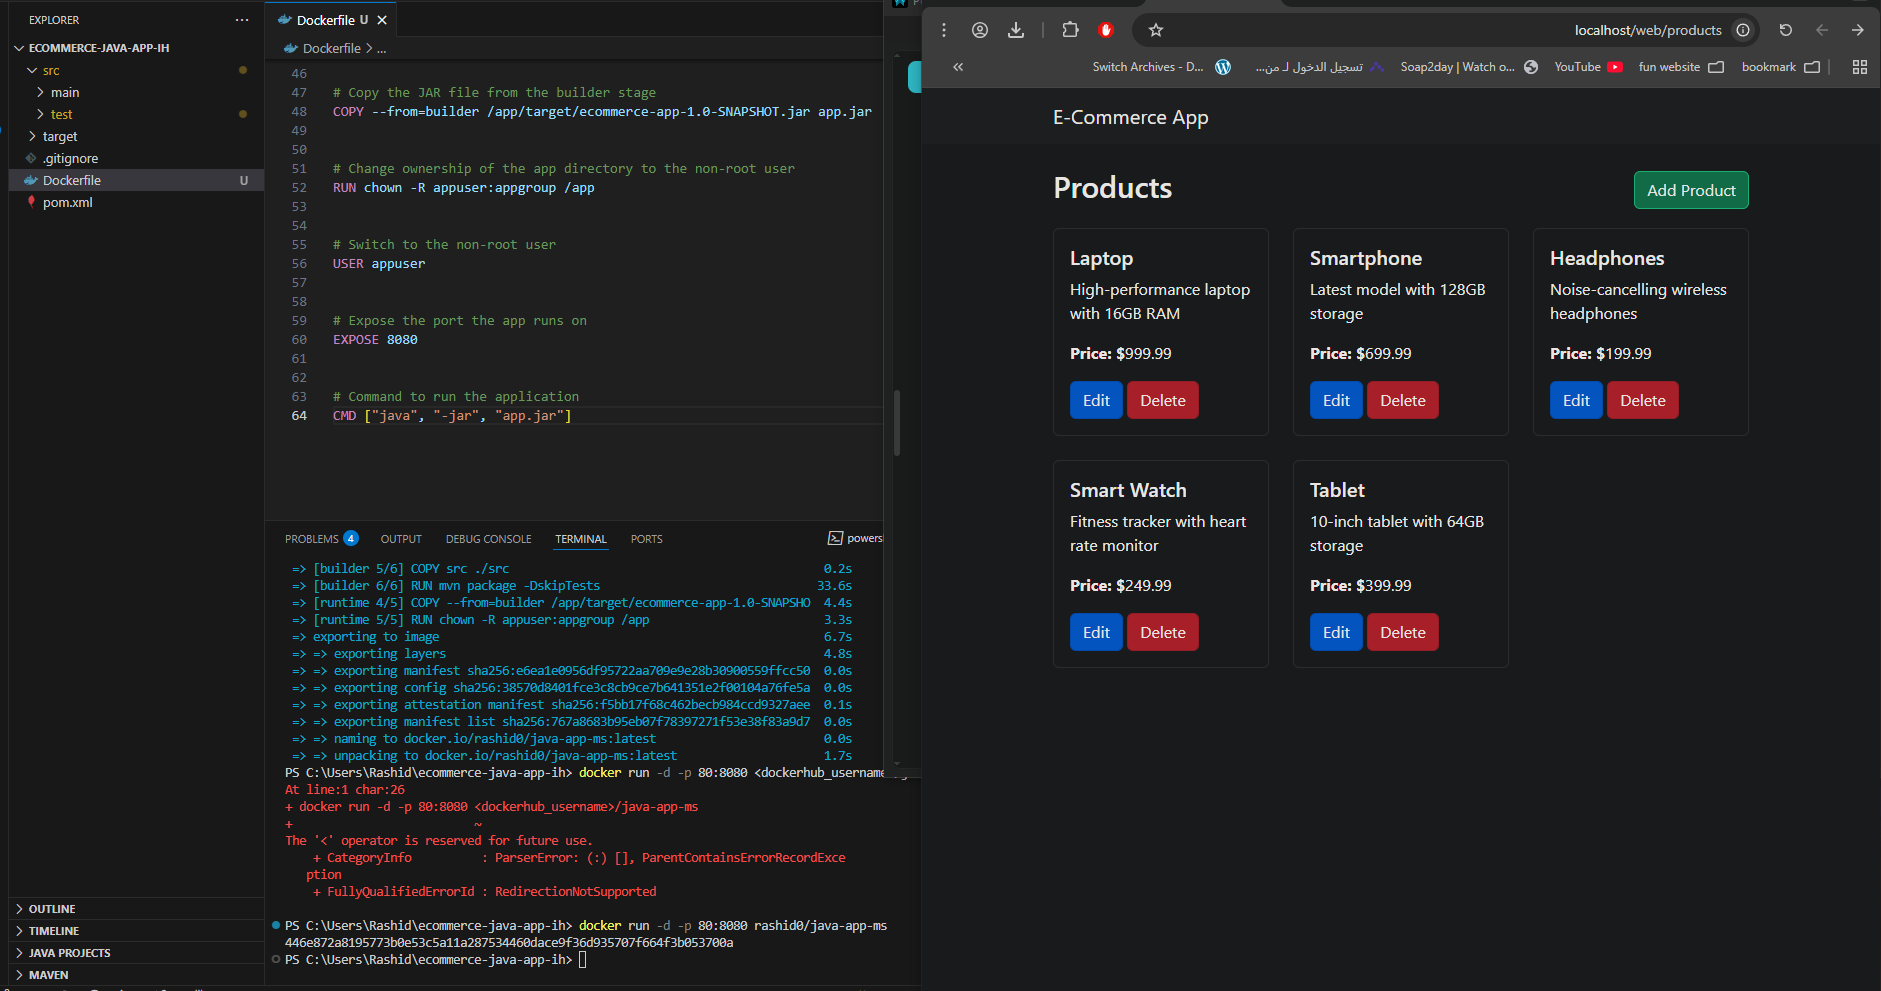 EXPLORER
ECOMMERCE-JAVA-APP-IH
src
main
test
target
.gitignore
Dockerfile U
pom.xml
OUTLINE
TIMELINE
JAVA PROJECTS
MAVEN
Dockerfile U
Dockerfile > ...
46
47 # Copy the JAR file from the builder stage
48 COPY --from=builder /app/target/ecommerce-app-1.0-SNAPSHOT.jar app.jar
49
50
51 # Change ownership of the app directory to the non-root user
52 RUN chown -R appuser:appgroup /app
53
54
55 # Switch to the non-root user
56 USER appuser
57
58
59 # Expose the port the app runs on
60 EXPOSE 8080
61
62
63 # Command to run the application
64 CMD ["java", "-jar", "app.jar"]
PROBLEMS 4 OUTPUT DEBUG CONSOLE TERMINAL PORTS powers
=> [builder 5/6] COPY src ./src 0.2s
=> [builder 6/6] RUN mvn package -DskipTests 33.6s
=> [runtime 4/5] COPY --from=builder /app/target/ecommerce-app-1.0-SNAPSHO 4.4s
=> [runtime 5/5] RUN chown -R appuser:appgroup /app 3.3s
=> exporting to image 6.7s
=> => exporting layers 4.8s
=> => exporting manifest sha256:e6ea1e0956df95722aa709e9e28b30900559ffcc50 0.0s
=> => exporting config sha256:38570d8401fce3c8cb9ce7b641351e2f00104a76fe5a 0.0s
=> => exporting attestation manifest sha256:f5bb17f68c462becb984ccd9327aee 0.1s
=> => exporting manifest list sha256:767a8683b95eb07f78397271f53e38f83a9d7 0.0s
=> => naming to docker.io/rashid0/java-app-ms:latest 0.0s
=> => unpacking to docker.io/rashid0/java-app-ms:latest 1.7s
PS C:\Users\Rashid\ecommerce-java-app-ih> docker run -d -p 80:8080 <dockerhub_username
At line:1 char:26
+ docker run -d -p 80:8080 <dockerhub_username>/java-app-ms
+ ~
The '<' operator is reserved for future use.
+ CategoryInfo : ParserError: (:) [], ParentContainsErrorRecordExce
ption
+ FullyQualifiedErrorId : RedirectionNotSupported
PS C:\Users\Rashid\ecommerce-java-app-ih> docker run -d -p 80:8080 rashid0/java-app-ms
446e872a8195773b0e53c5a11a287534460dace9f36d935707f664f3b053700a
PS C:\Users\Rashid\ecommerce-java-app-ih>
localhost/web/products
Switch Archives - D... تسجيل الدخول لـ من... Soap2day | Watch o... YouTube fun website bookmark
E-Commerce App
Products
Add Product
Laptop
High-performance laptop
with 16GB RAM
Price: $999.99
Edit Delete
Smartphone
Latest model with 128GB
storage
Price: $699.99
Edit Delete
Headphones
Noise-cancelling wireless
headphones
Price: $199.99
Edit Delete
Smart Watch
Fitness tracker with heart
rate monitor
Price: $249.99
Edit Delete
Tablet
10-inch tablet with 64GB
storage
Price: $399.99
Edit Delete